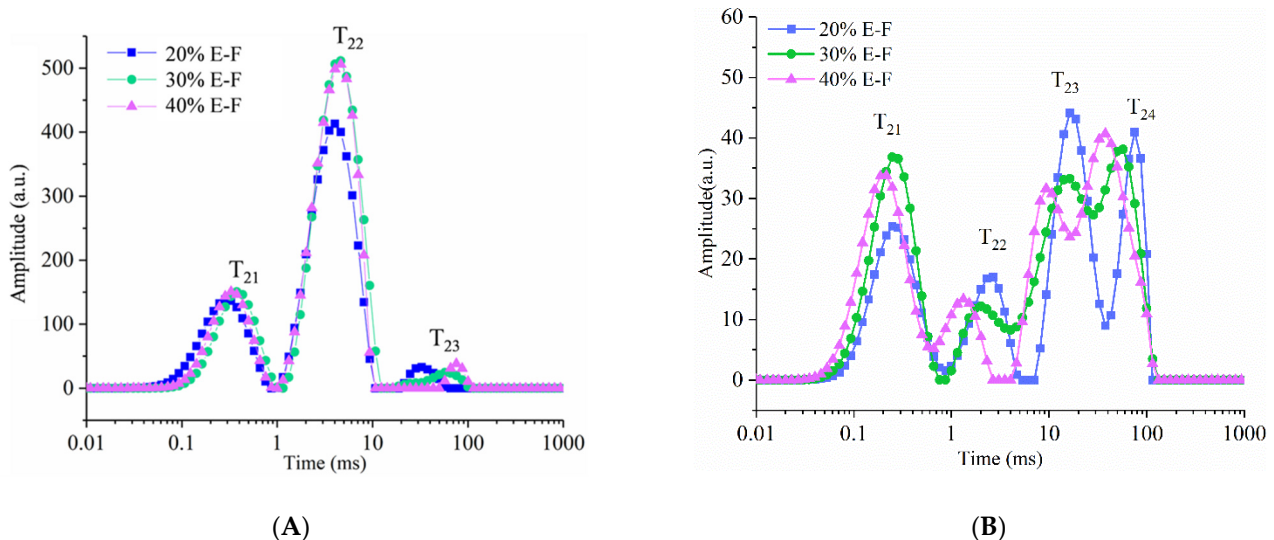 20% E-F
30% E-F
40% E-F
T21
T22
T23
Amplitude (a.u.)
500
400
300
200
100
0
0.01 0.1 1 10 100 1000
Time (ms)
(A)
20% E-F
30% E-F
40% E-F
T21
T22
T23
T24
Amplitude(a.u.)
60
50
40
30
20
10
0
0.01 0.1 1 10 100 1000
Time (ms)
(B)